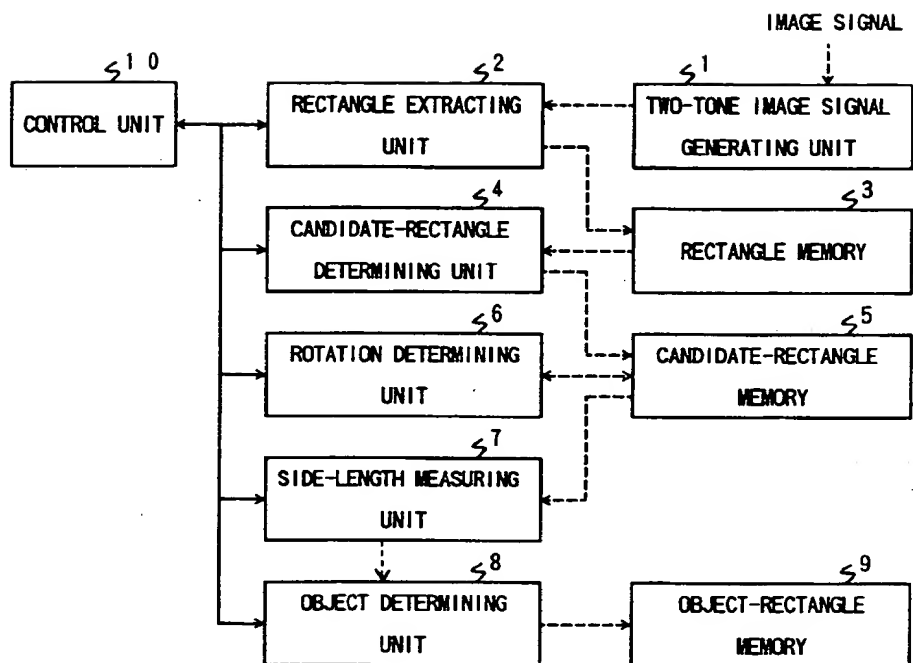 IMAGE SIGNAL
10
CONTROL UNIT
2
RECTANGLE EXTRACTING
UNIT
1
TWO-TONE IMAGE SIGNAL
GENERATING UNIT
4
CANDIDATE-RECTANGLE
DETERMINING UNIT
3
RECTANGLE MEMORY
6
ROTATION DETERMINING
UNIT
5
CANDIDATE-RECTANGLE
MEMORY
7
SIDE-LENGTH MEASURING
UNIT
8
OBJECT DETERMINING
UNIT
9
OBJECT-RECTANGLE
MEMORY